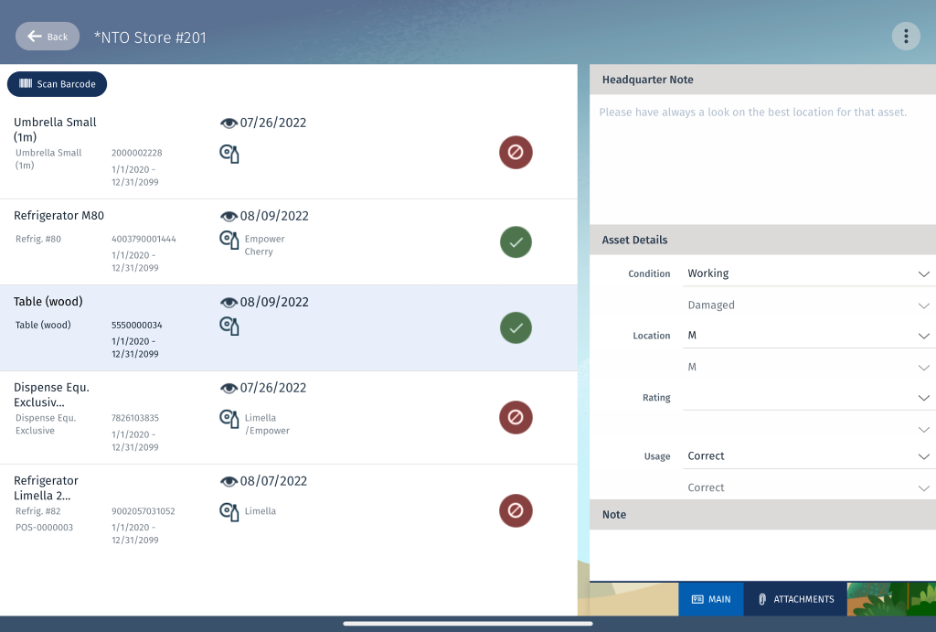 Back
*NTO Store #201
Scan Barcode
Umbrella Small
(1m)
07/26/2022
Umbrella Small
(1m)
2000002228
1/1/2020 -
12/31/2099
Refrigerator M80
08/09/2022
Refrig. #80
4003790001444
Empower
Cherry
1/1/2020 -
12/31/2099
Table (wood)
08/09/2022
Table (wood)
5550000034
1/1/2020 -
12/31/2099
Dispense Equ.
Exclusiv...
07/26/2022
Dispense Equ.
Exclusive
7826103835
Limella
/Empower
1/1/2020 -
12/31/2099
Refrigerator
Limella 2...
08/07/2022
Refrig. #82
9002057031052
Limella
POS-0000003
1/1/2020 -
12/31/2099
Headquarter Note
Please have always a look on the best location for that asset.
Asset Details
Condition Working
Damaged
Location M
M
Rating
Usage Correct
Correct
Note
MAIN
ATTACHMENTS